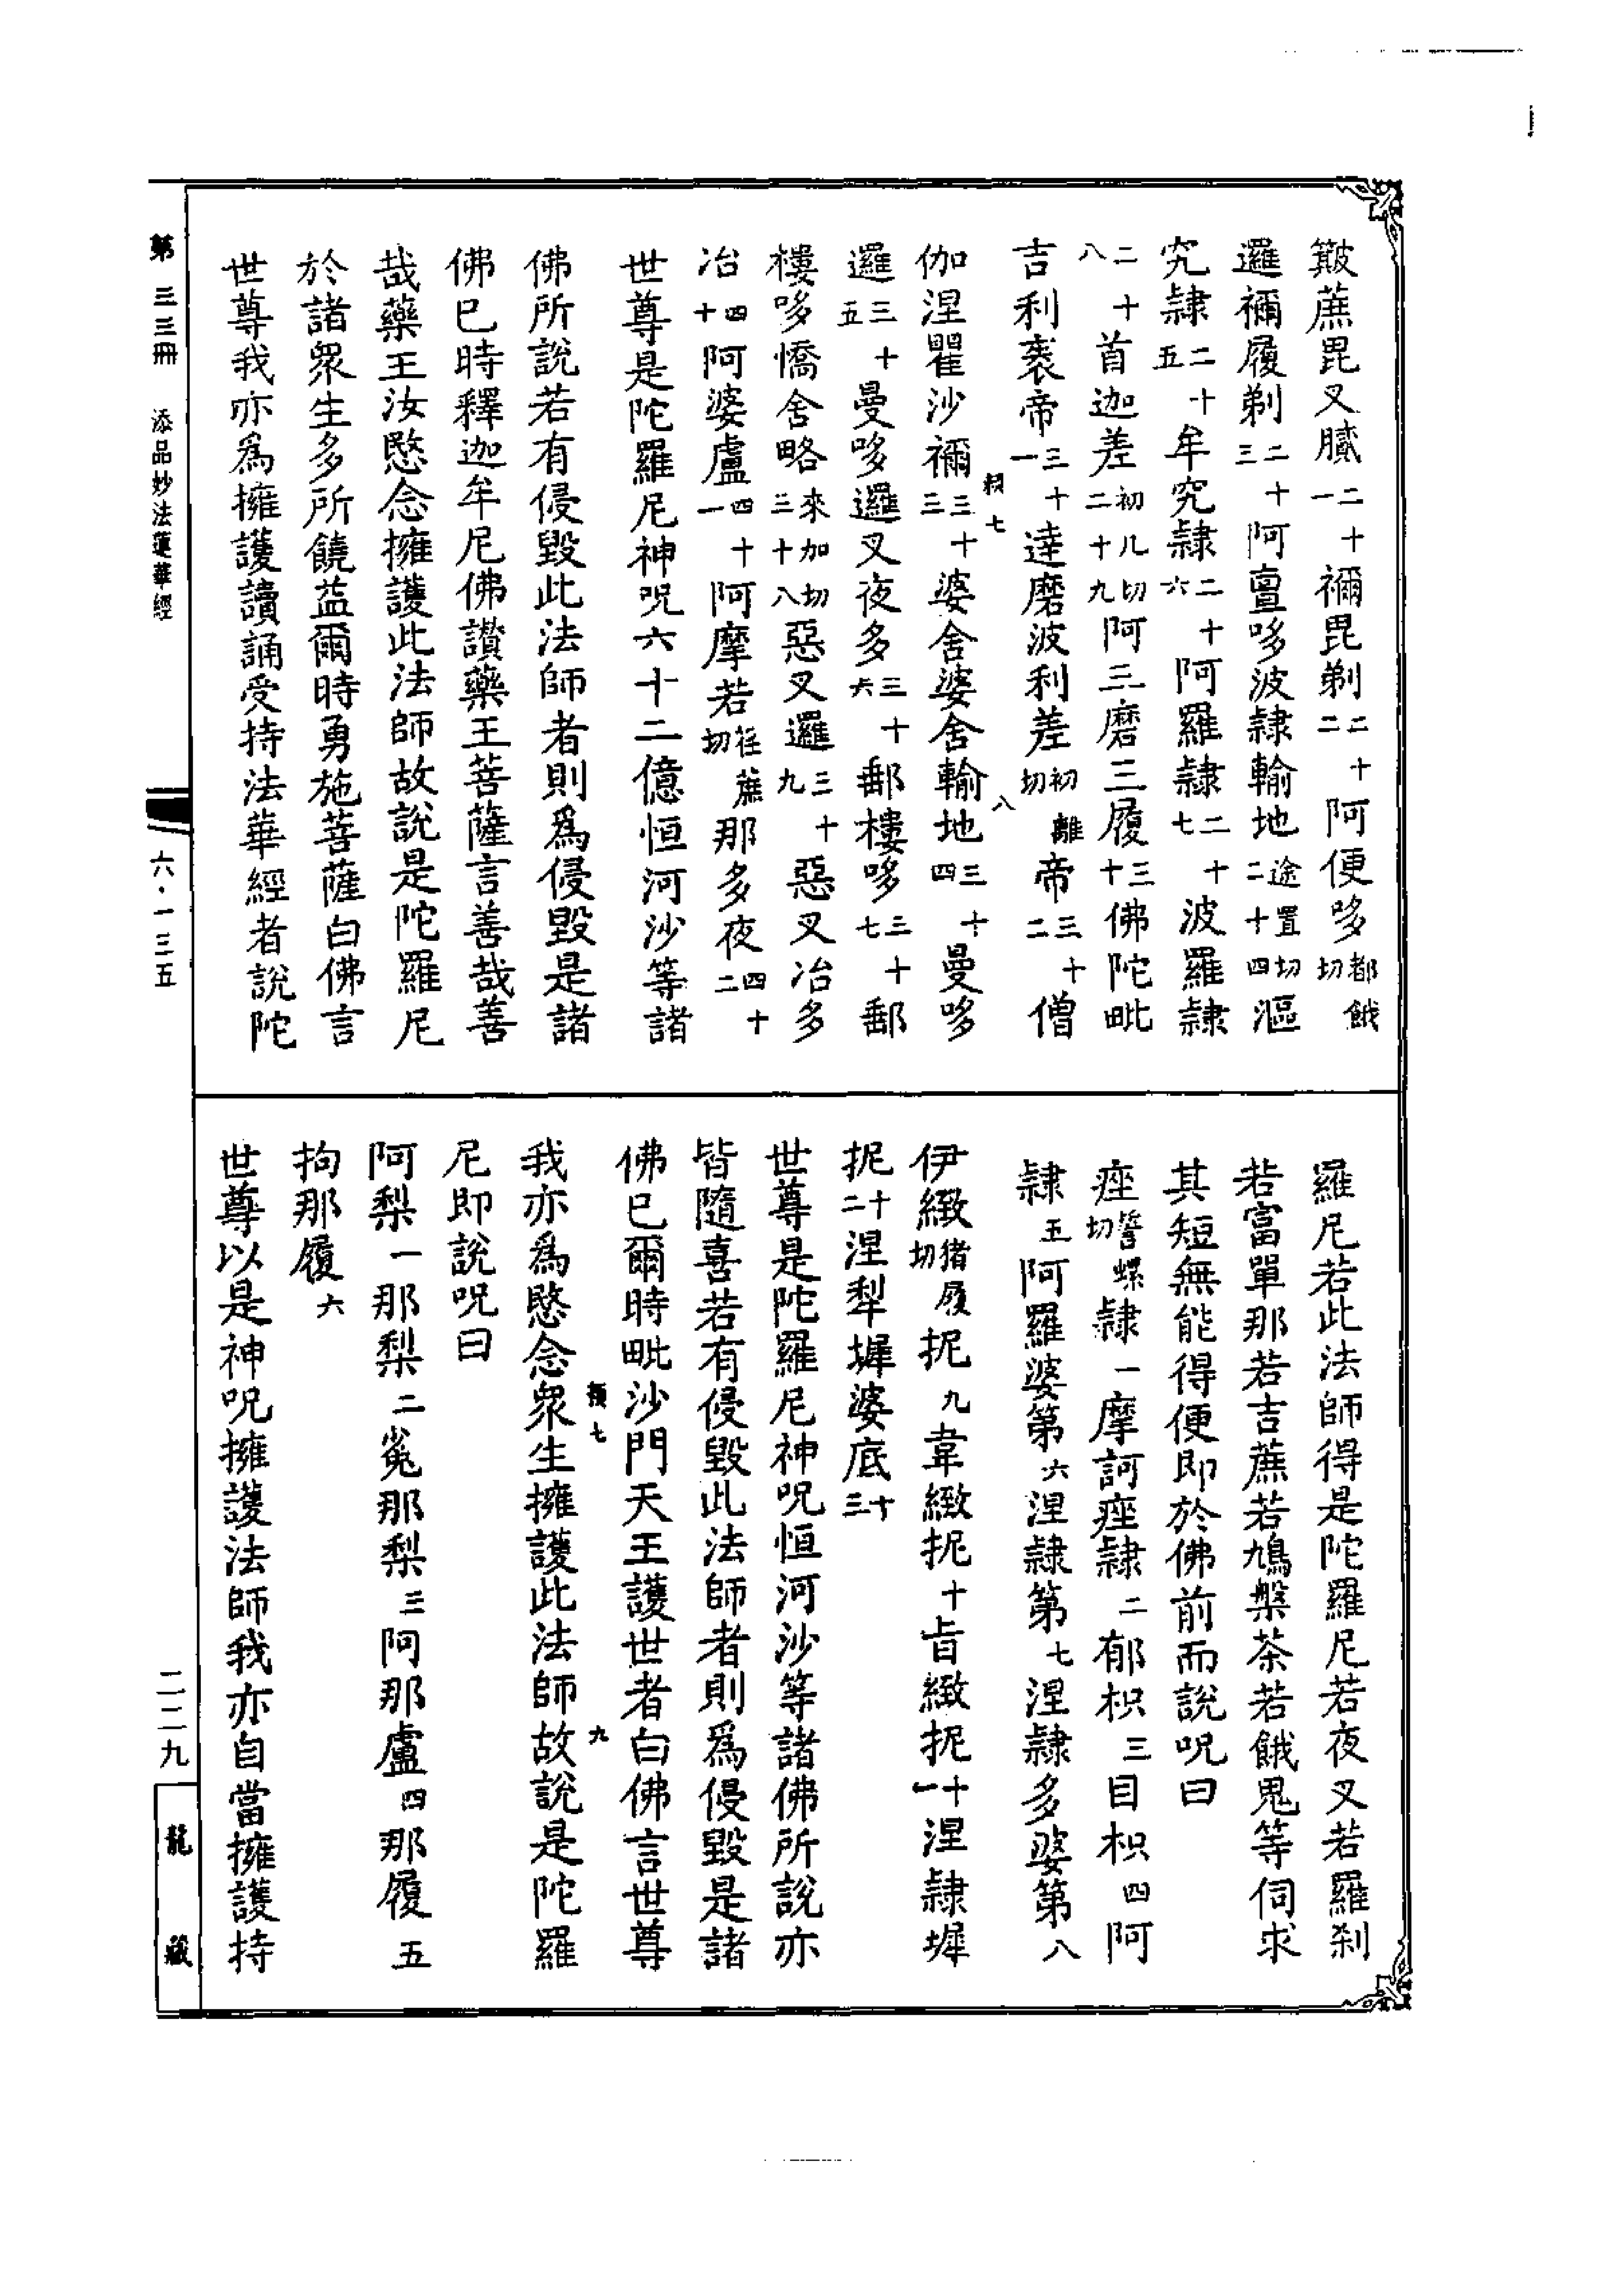 簸蔗毘叉膩二十一禰毘剃二十二阿便哆都餓切
邏禰履剃二十三阿亶哆波隷輸地途置切二十四漚
究隷二十五牟究隷二十六阿羅隷二十七波羅隷
二十八首迦差初几切二十九阿三磨三履三十佛陀毗
吉利袠帝三十一達磨波利差初離切帝三十二僧
伽涅瞿沙禰三十三婆舍婆舍輸地三十四曼哆
邏三十五曼哆邏叉夜多三十六郵樓哆三十七郵
樓哆憍舍略來加切三十八惡叉邏三十九惡叉冶多
冶四十阿婆盧四十一阿摩若荏蔗切那多夜四十二
世尊是陀羅尼神呪六十二億恒河沙等諸
佛所說若有侵毀此法師者則爲侵毀是諸
佛已時釋迦牟尼佛讃藥王菩薩言善哉善
哉藥王汝愍念擁護此法師故說是陀羅尼
於諸衆生多所饒益爾時勇施菩薩白佛言
世尊我亦爲擁護讀誦受持法華經者說陀
羅尼若此法師得是陀羅尼若夜叉若羅刹
若富單那若吉蔗若鳩槃茶若餓鬼等伺求
其短無能得便即於佛前而說呪曰
痤誓螺切隷一摩訶痤隷二郁枳三目枳四阿
隷五阿羅婆第六涅隷第七涅隷多婆第八
伊緻猪履切抳九韋緻抳十旨緻抳十一涅隷墀
抳十二涅犁墀婆底十三
世尊是陀羅尼神呪恒河沙等諸佛所說亦
皆隨喜若有侵毀此法師者則爲侵毀是諸
佛已爾時毗沙門天王護世者白佛言世尊
我亦爲愍念衆生擁護此法師故說是陀羅
尼即說呪曰
阿梨一那梨二㝹那梨三阿那盧四那履五
拘那履六
世尊以是神呪擁護法師我亦自當擁護持
第三三冊 添品妙法蓮華經
六·一三五
二二九
龍藏